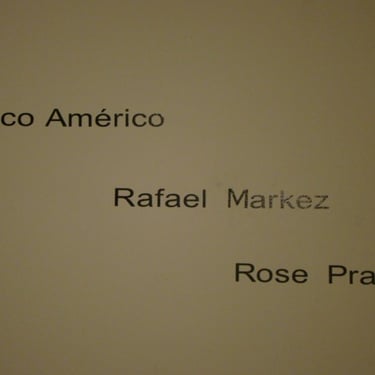 co Américo
Rafael Markez
Rose Pra